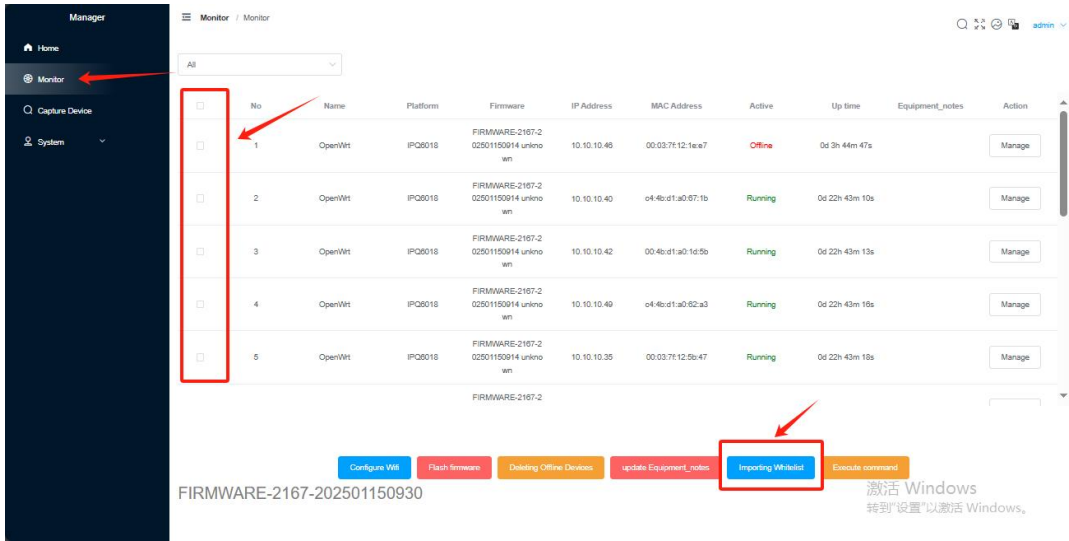 Manager
Monitor / Monitor
admin
Home
Monitor
Capture Device
System
All
No Name Platform Firmware IP Address MAC Address Active Up time Equipment_notes Action
1 OpenWrt IPQ6018 FIRMWARE-2167-2 10.10.10.46 00:03:7f:12:1e:e7 Offline 0d 3h 44m 47s Manage
02501150914 unkno
wn
2 OpenWrt IPQ6018 FIRMWARE-2167-2 10.10.10.40 c4:4b:d1:a0:67:1b Running 0d 22h 43m 10s Manage
02501150914 unkno
wn
3 OpenWrt IPQ6018 FIRMWARE-2167-2 10.10.10.42 00:4b:d1:a0:1d:5b Running 0d 22h 43m 13s Manage
02501150914 unkno
wn
4 OpenWrt IPQ6018 FIRMWARE-2167-2 10.10.10.49 c4:4b:d1:a0:62:a3 Running 0d 22h 43m 16s Manage
02501150914 unkno
wn
5 OpenWrt IPQ6018 FIRMWARE-2167-2 10.10.10.35 00:03:7f:12:5b:47 Running 0d 22h 43m 18s Manage
02501150914 unkno
wn
FIRMWARE-2167-2
Configure Wifi Flash firmware Deleting Offline Devices update Equipment_notes Importing Whitelist Execute command
FIRMWARE-2167-202501150930
激活 Windows
转到"设置"以激活 Windows。